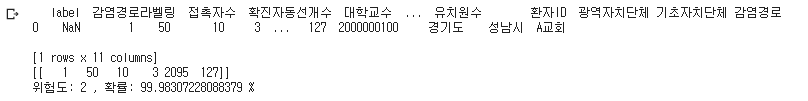 label 감염경로라벨링 접촉자수 확진자동선개수 대학교수 ... 유치원수 환자ID 광역자치단체 기초자치단체 감염경로
0 NaN 1 50 10 3 ... 127 2000000100 경기도 성남시 A교회
[1 rows x 11 columns]
[[ 1 50 10 3 2095 127]]
위험도: 2 , 확률: 99.98307228088379 %